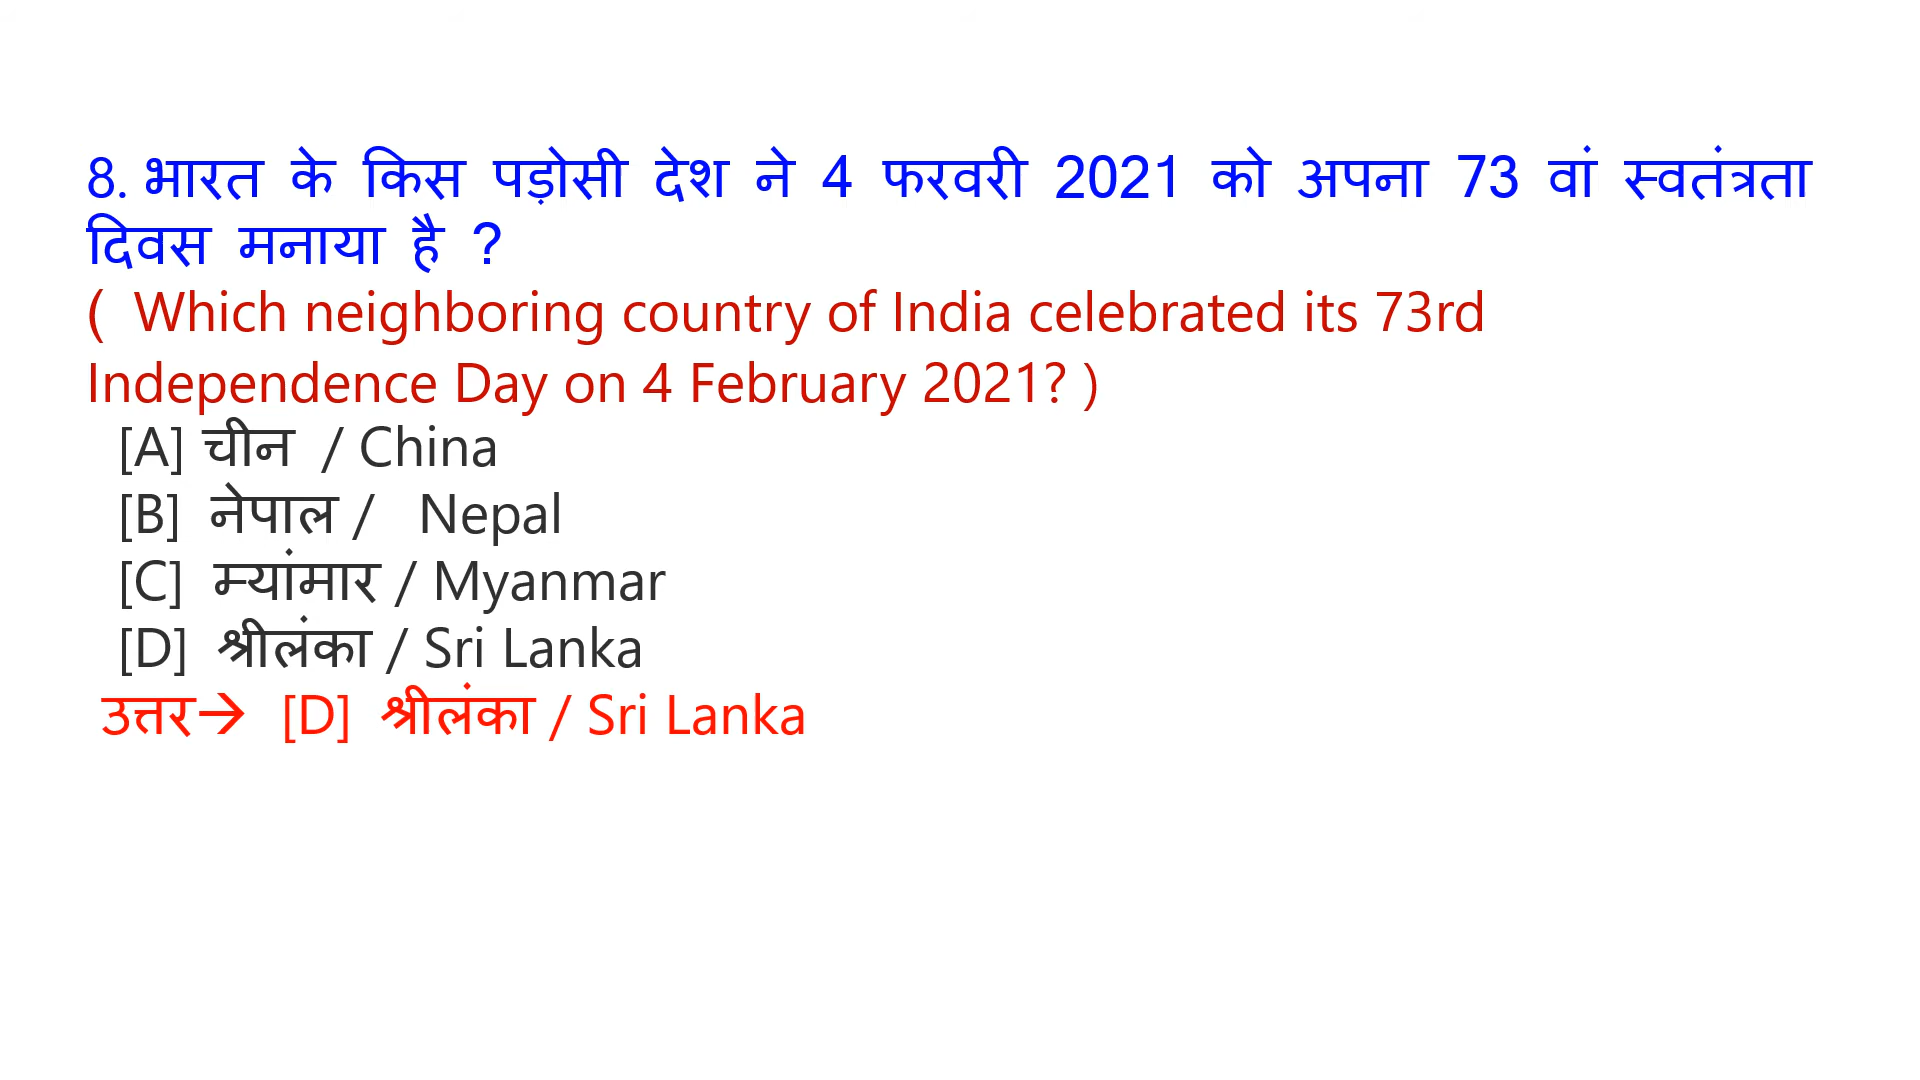 8. भारत के किस पड़ोसी देश ने 4 फरवरी 2021 को अपना 73 वां स्वतंत्रता
दिवस मनाया है ?
( Which neighboring country of India celebrated its 73rd
Independence Day on 4 February 2021? )
[A] चीन / China
[B] नेपाल / Nepal
[C] म्यांमार / Myanmar
[D] श्रीलंका / Sri Lanka
उत्तर→ [D] श्रीलंका / Sri Lanka